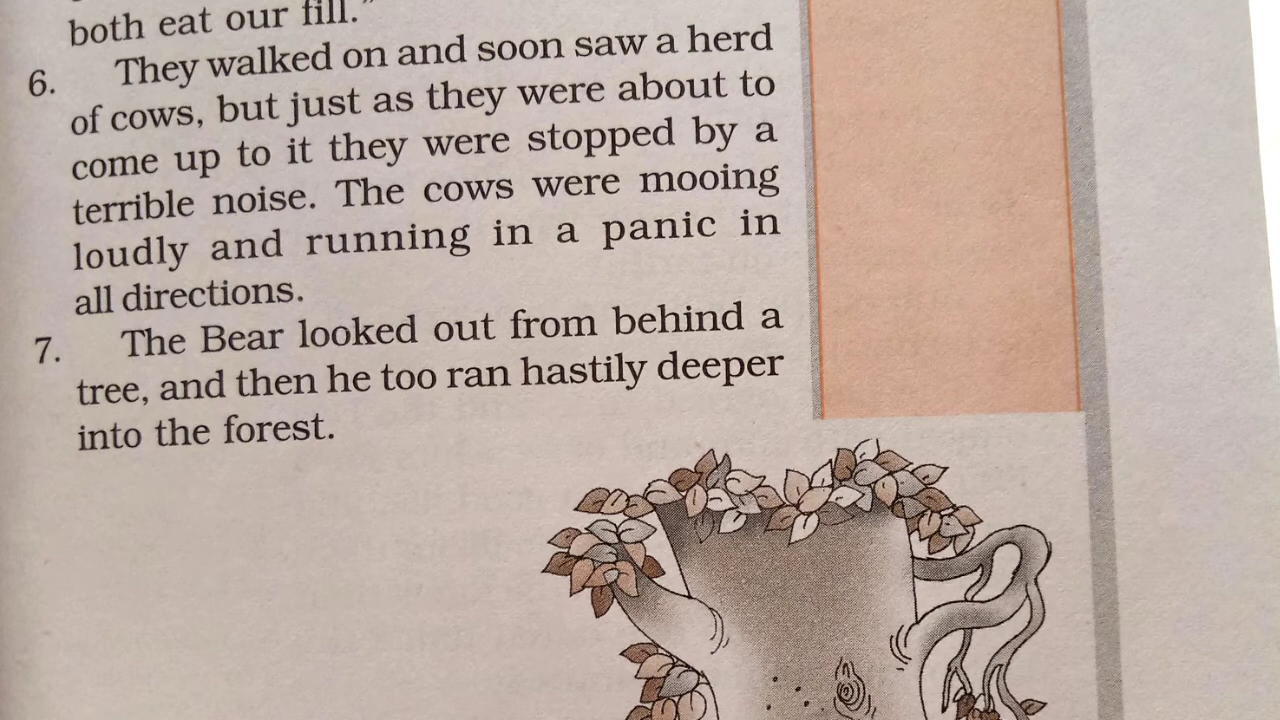 both eat our fill."
6. They walked on and soon saw a herd
of cows, but just as they were about to
come up to it they were stopped by a
terrible noise. The cows were mooing
loudly and running in a panic in
all directions.
7. The Bear looked out from behind a
tree, and then he too ran hastily deeper
into the forest.